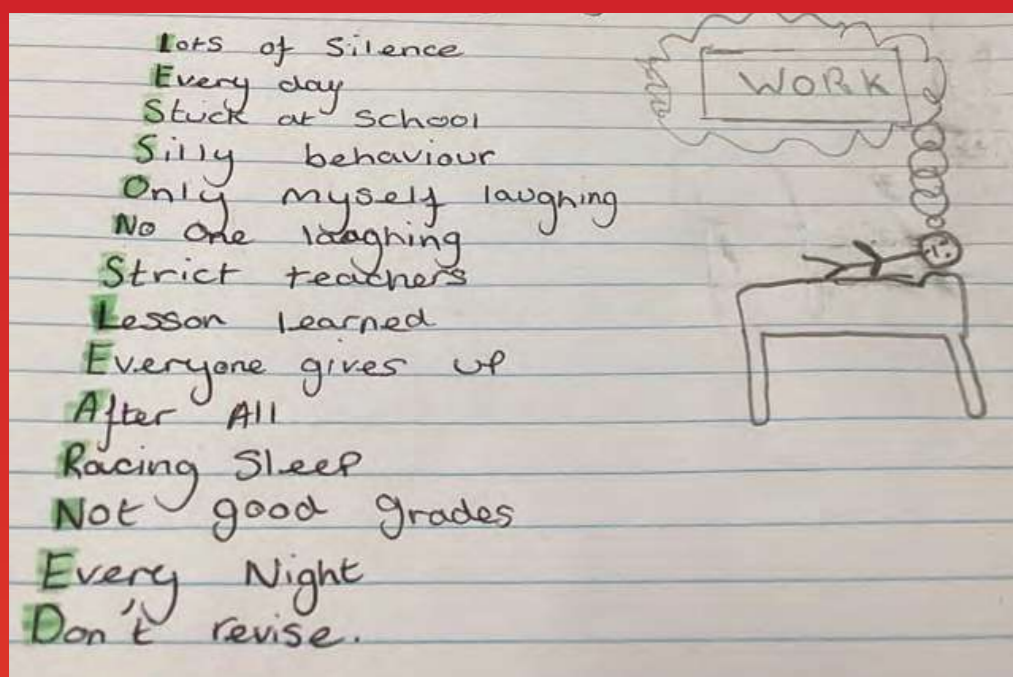 Lots of Silence
Every day
Stuck at School
Silly behaviour
Only myself laughing
No one laughing
Strict teachers
Lesson learned
Everyone gives up
After All
Racing Sleep
Not good grades
Every Night
Don't revise.
WORK